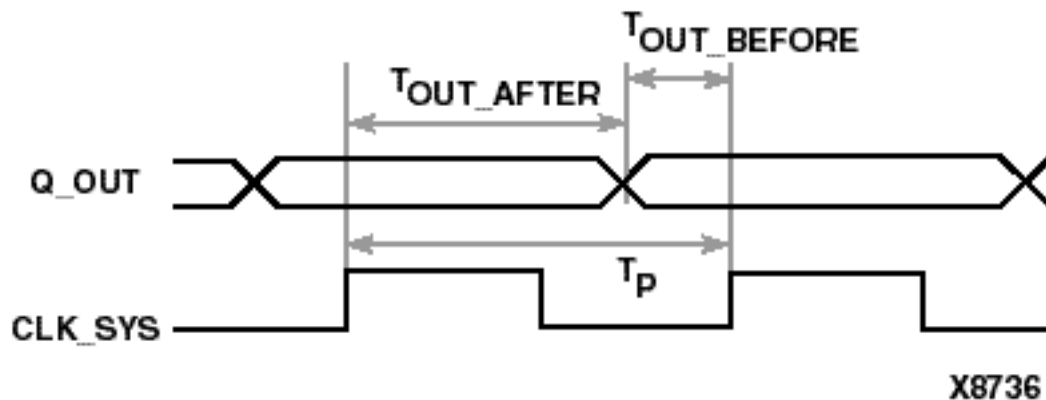 TOUT_BEFORE
TOUT_AFTER
Q_OUT
TP
CLK_SYS
X8736